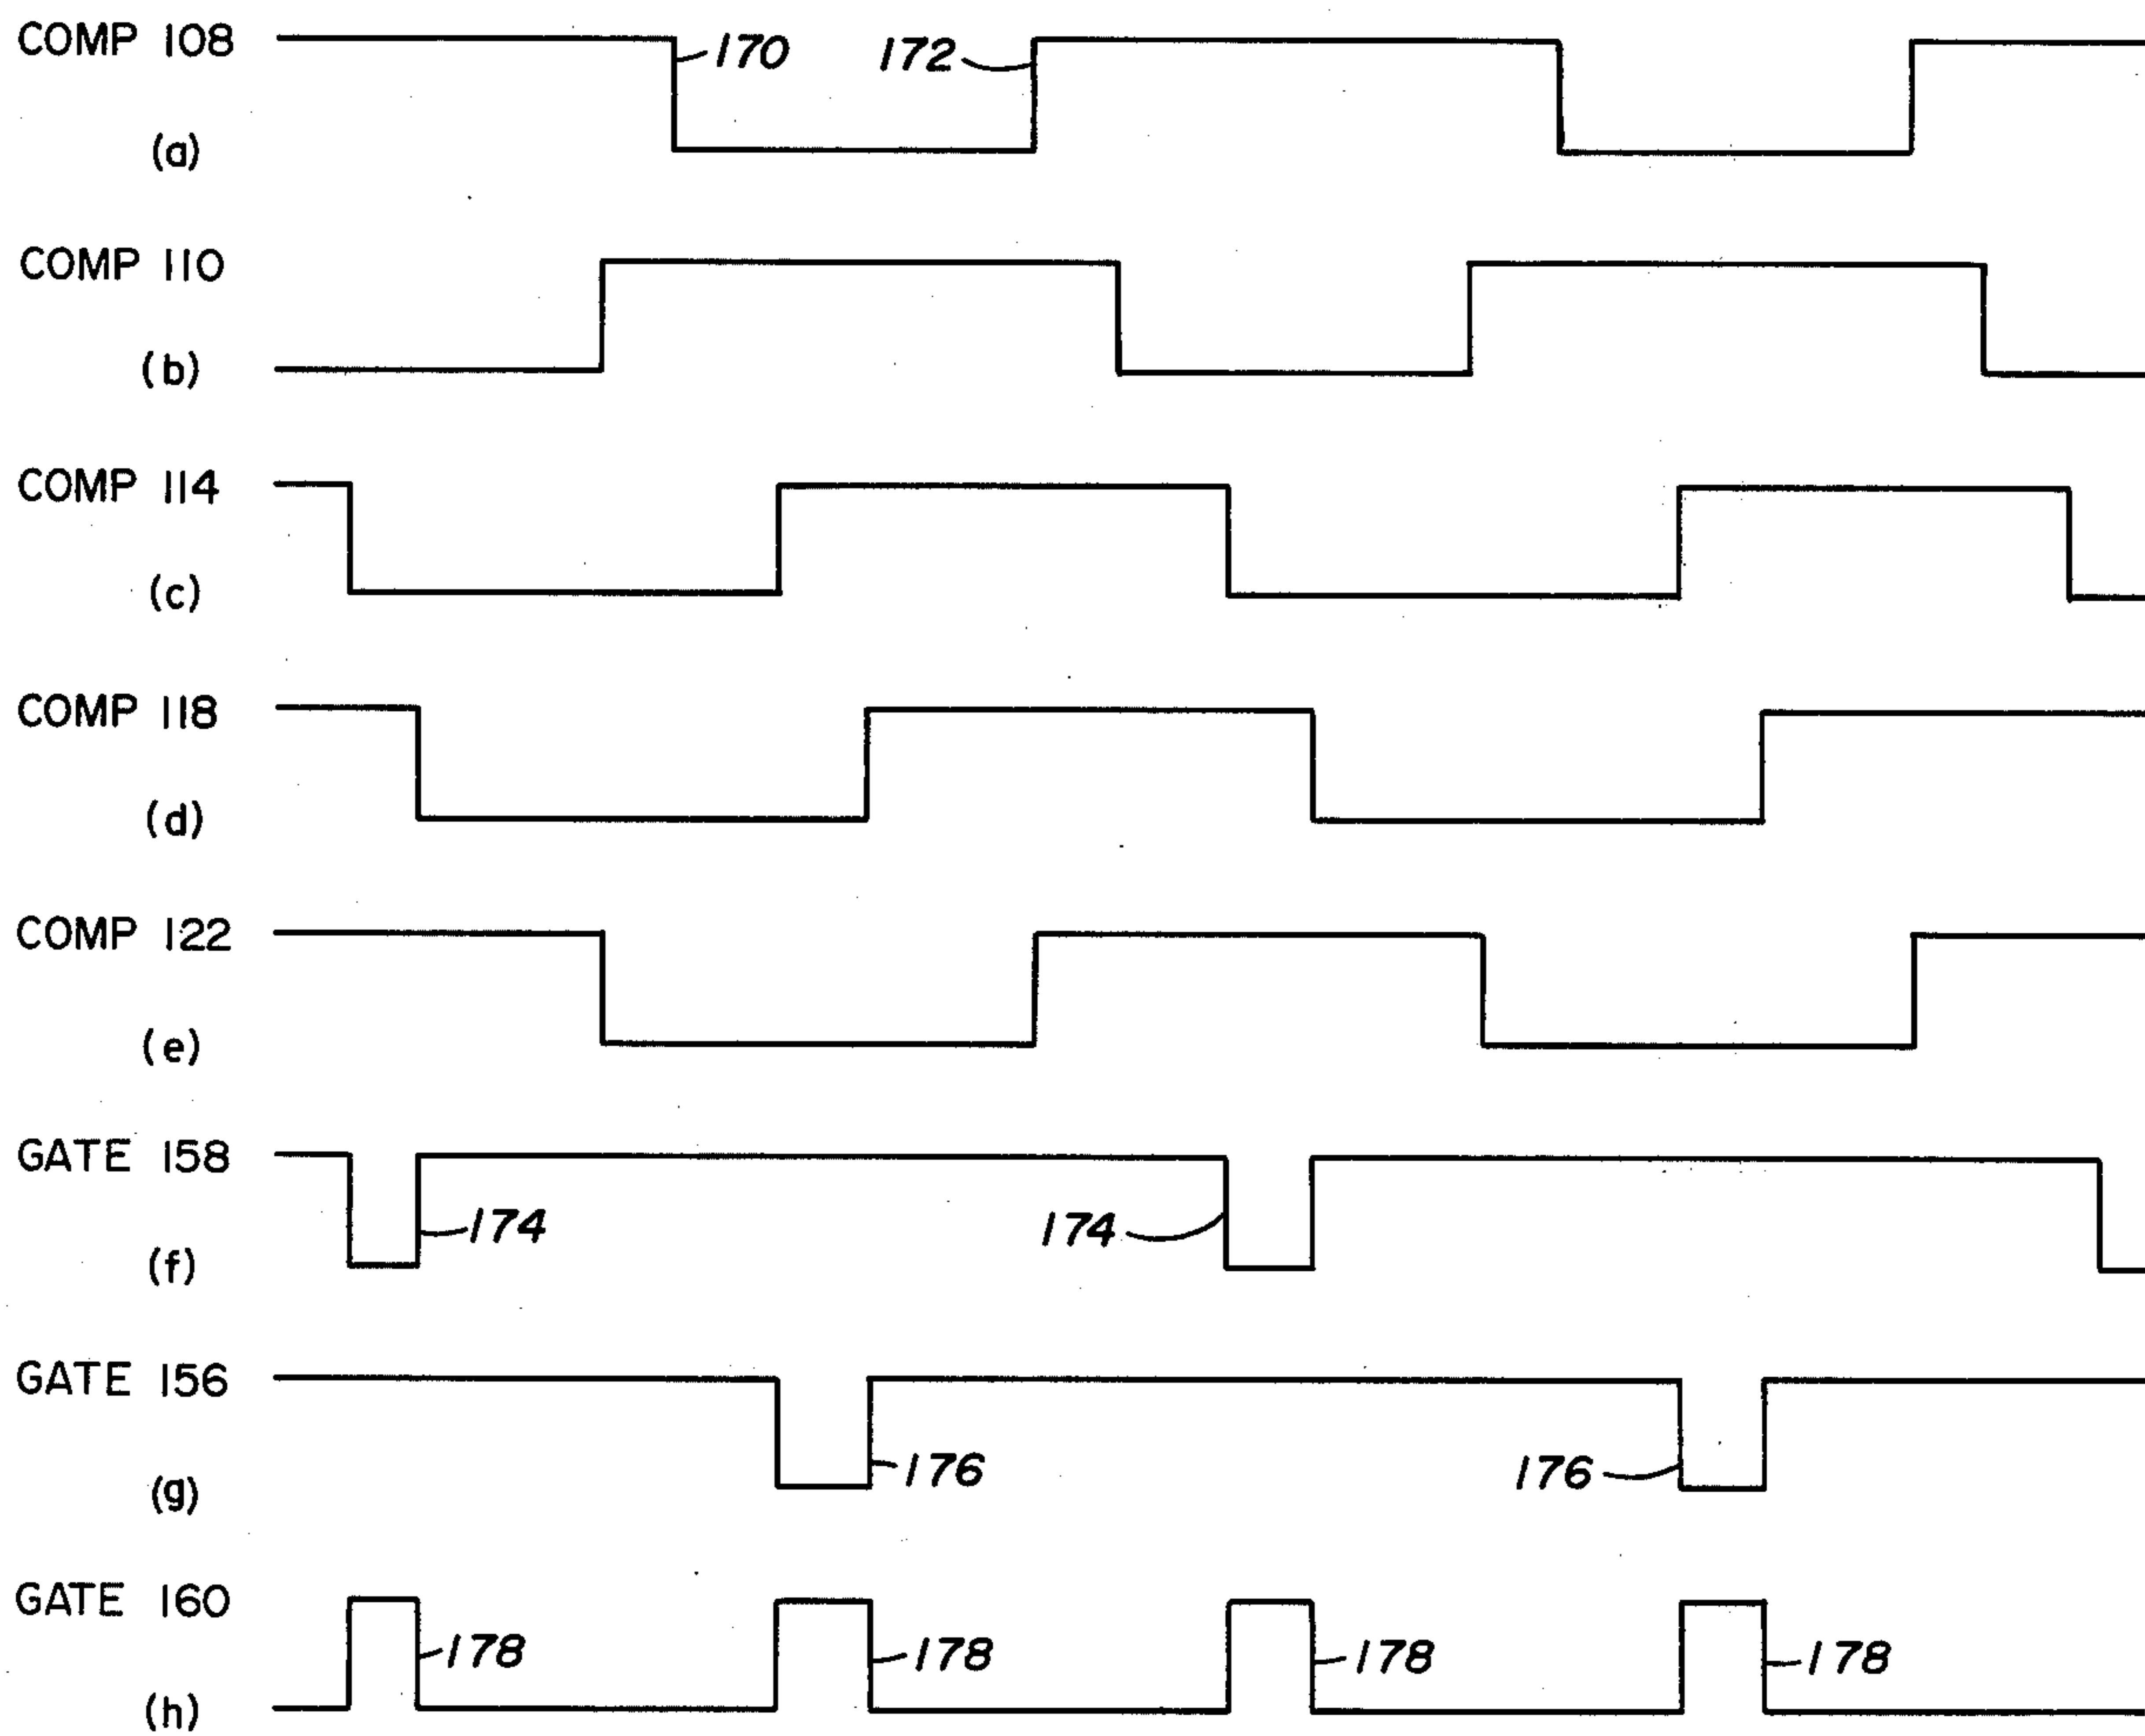 COMP 108 170 172
(a)
COMP 110
(b)
COMP 114
(c)
COMP 118
(d)
COMP 122
(e)
GATE 158
174 174
(f)
GATE 156
176 176
(g)
GATE 160
178 178 178 178
(h)